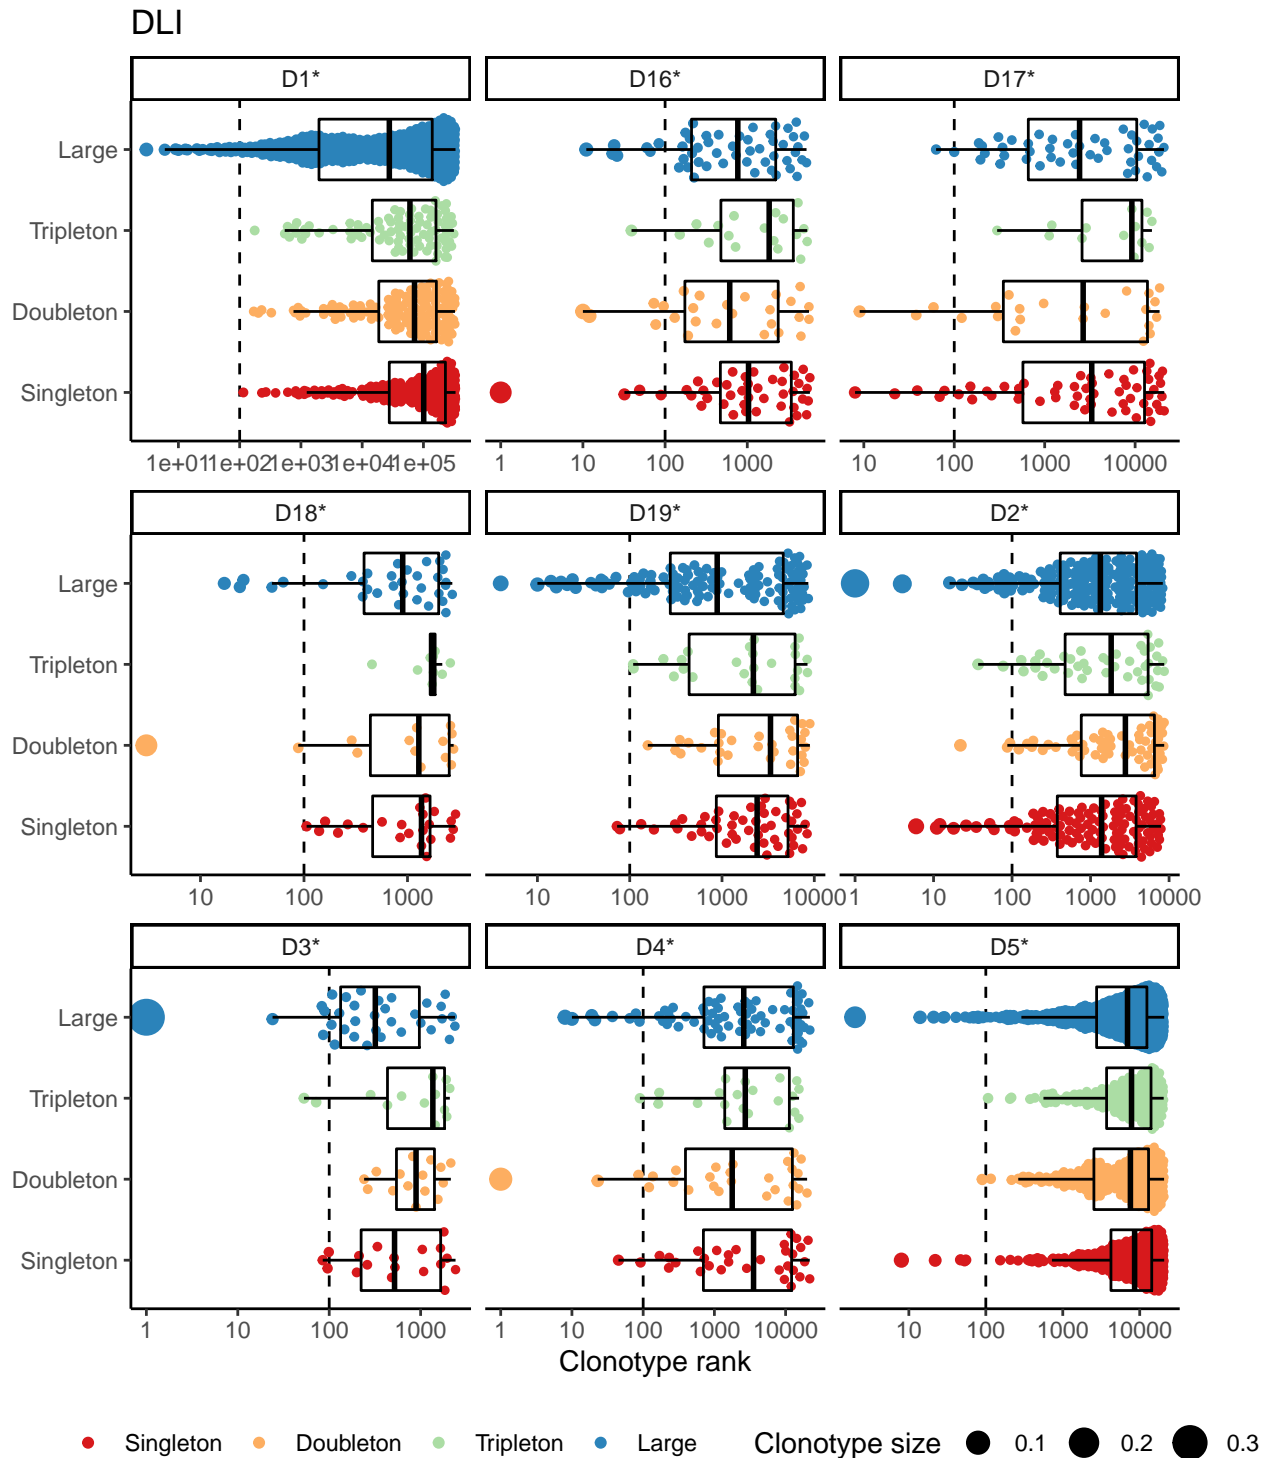 DLI
D1* D16* D17*
Large
Tripleton
Doubleton
Singleton
1e+01 1e+02 1e+03 1e+04 1e+05 1 10 100 1000 10 100 1000 10000
D18* D19* D2*
Large
Tripleton
Doubleton
Singleton
10 100 1000 10 100 1000 10000 1 10 100 1000 10000
D3* D4* D5*
Large
Tripleton
Doubleton
Singleton
1 10 100 1000 1 10 100 1000 10000 10 100 1000 10000
Clonotype rank
Singleton Doubleton Tripleton Large Clonotype size 0.1 0.2 0.3